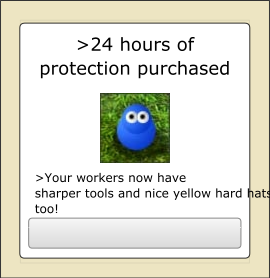 >24 hours of
protection purchased
>Your workers now have
sharper tools and nice yellow hard hats
too!